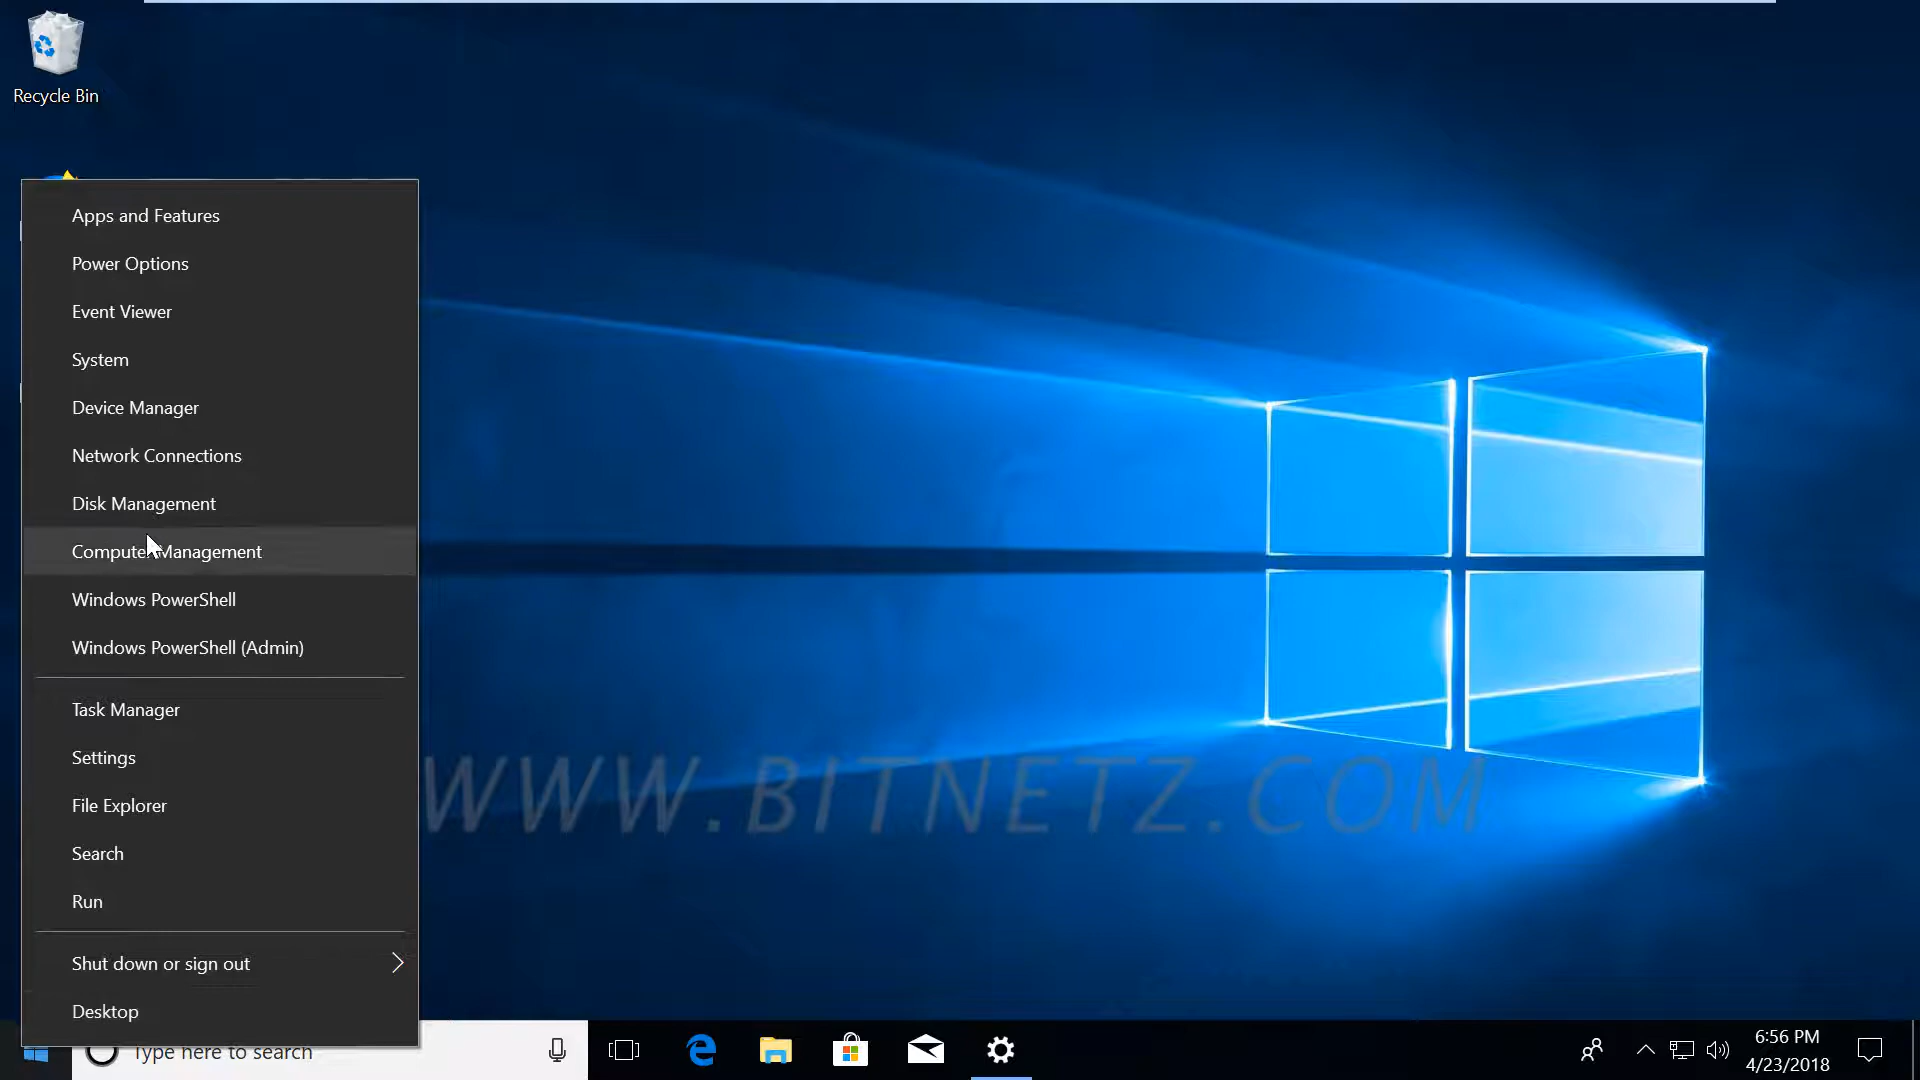 Recycle Bin
Apps and Features
Power Options
Event Viewer
System
Device Manager
Network Connections
Disk Management
Computer Management
Windows PowerShell
Windows PowerShell (Admin)
Task Manager
Settings
File Explorer
Search
Run
Shut down or sign out
Desktop
WWW.BITNETZ.COM
Type here to search
6:56 PM
4/23/2018